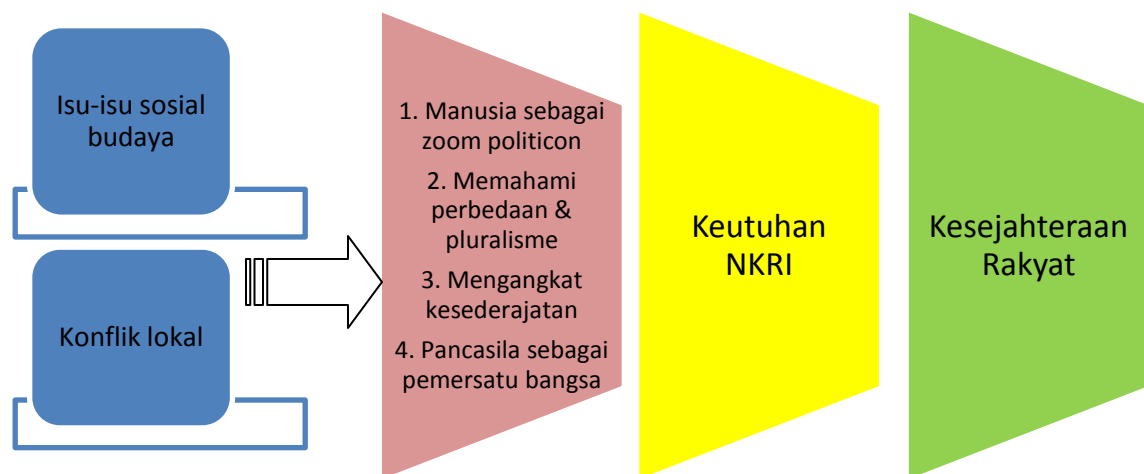 Isu-isu sosial
budaya
Konflik lokal
1. Manusia sebagai
zoom politicon
2. Memahami
perbedaan &
pluralisme
3. Mengangkat
kesederajatan
4. Pancasila sebagai
pemersatu bangsa
Keutuhan
NKRI
Kesejahteraan
Rakyat